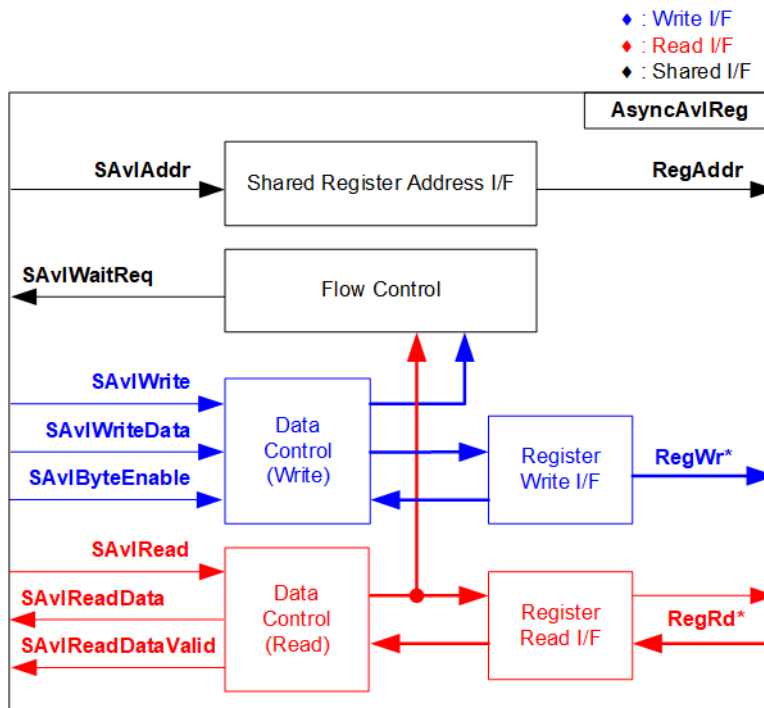 ♦ : Write I/F
♦ : Read I/F
♦ : Shared I/F
AsyncAvlReg
SAvlAddr
Shared Register Address I/F
RegAddr
SAvlWaitReq
Flow Control
SAvlWrite
SAvlWriteData
SAvlByteEnable
Data
Control
(Write)
Register
Write I/F
RegWr*
SAvlRead
SAvlReadData
SAvlReadDataValid
Data
Control
(Read)
Register
Read I/F
RegRd*